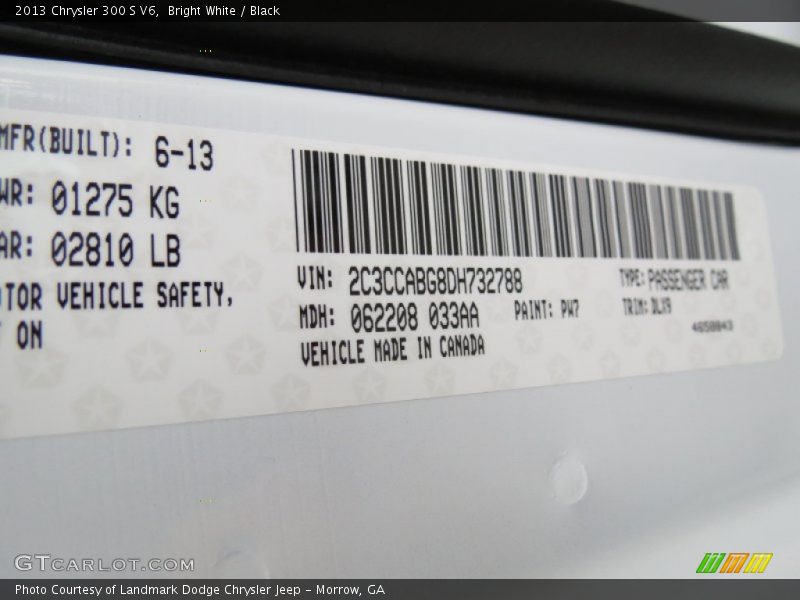 2013 Chrysler 300 S V6,  Bright White / Black
MFR(BUILT): 6-13
WR: 01275 KG
AR: 02810 LB
OTOR VEHICLE SAFETY,
ON
VIN: 2C3CCABG8DH732788
TYPE: PASSENGER CAR
MDH: 062208 033AA
PAINT: PW7
TRIM: DLX9
VEHICLE MADE IN CANADA
GTCARLOT.COM
Photo Courtesy of Landmark Dodge Chrysler Jeep – Morrow, GA